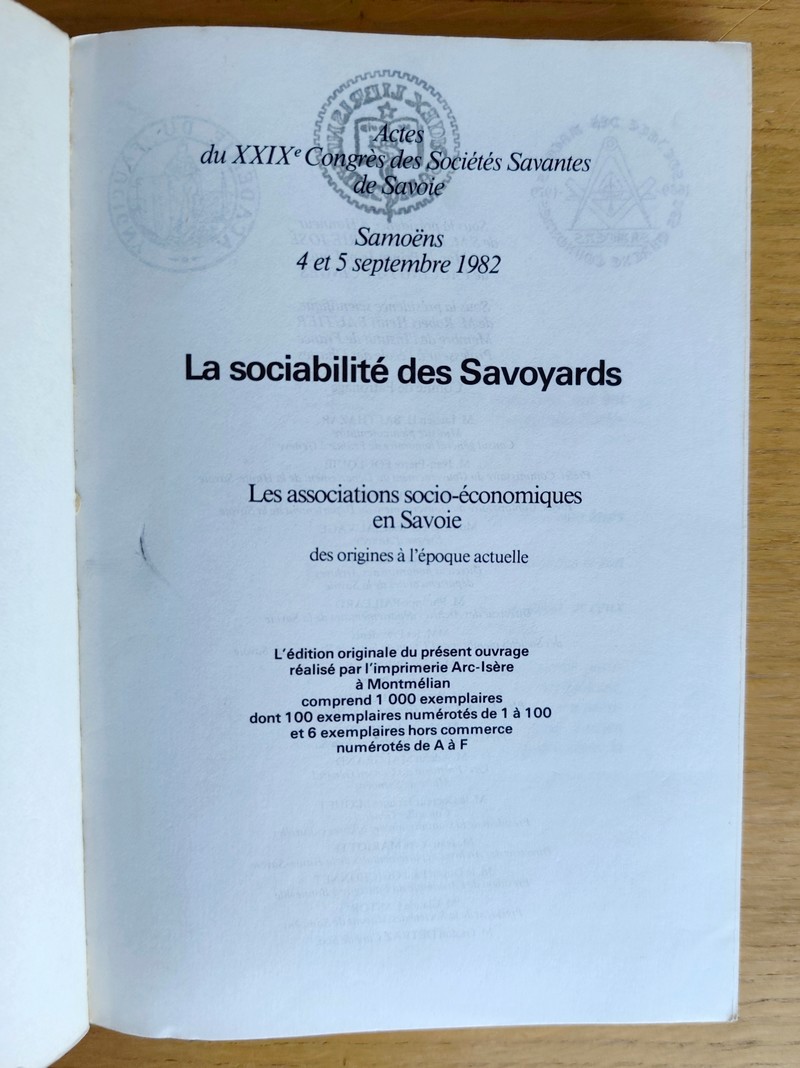 Actes
du XXIXe Congrès des Sociétés Savantes
de Savoie
Samoëns
4 et 5 septembre 1982
La sociabilité des Savoyards
Les associations socio-économiques
en Savoie
des origines à l'époque actuelle
L'édition originale du présent ouvrage
réalisé par l'imprimerie Arc-Isère
à Montmélian
comprend 1 000 exemplaires
dont 100 exemplaires numérotés de 1 à 100
et 6 exemplaires hors commerce
numérotés de A à F